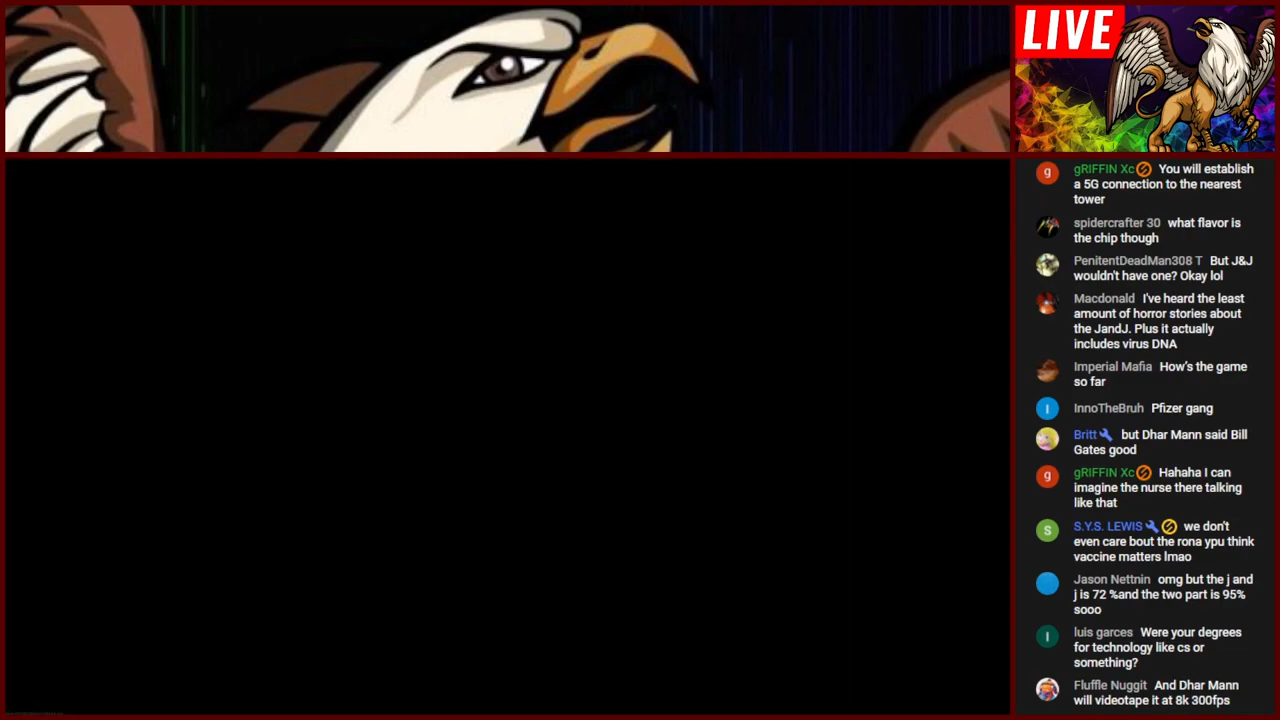 LIVE
gRIFFIN Xc You will establish
a 5G connection to the nearest
tower
spidercrafter 30 what flavor is
the chip though
PenitentDeadMan308 T But J&J
wouldn't have one? Okay lol
Macdonald I've heard the least
amount of horror stories about
the JandJ. Plus it actually
includes virus DNA
Imperial Mafia How's the game
so far
InnoTheBruh Pfizer gang
Britt but Dhar Mann said Bill
Gates good
gRIFFIN Xc Hahaha I can
imagine the nurse there talking
like that
S.Y.S. LEWIS we don't
even care bout the rona ypu think
vaccine matters lmao
Jason Nettnin omg but the j and
j is 72 %and the two part is 95%
sooo
luis garces Were your degrees
for technology like cs or
something?
Fluffle Nuggit And Dhar Mann
will videotape it at 8k 300fps